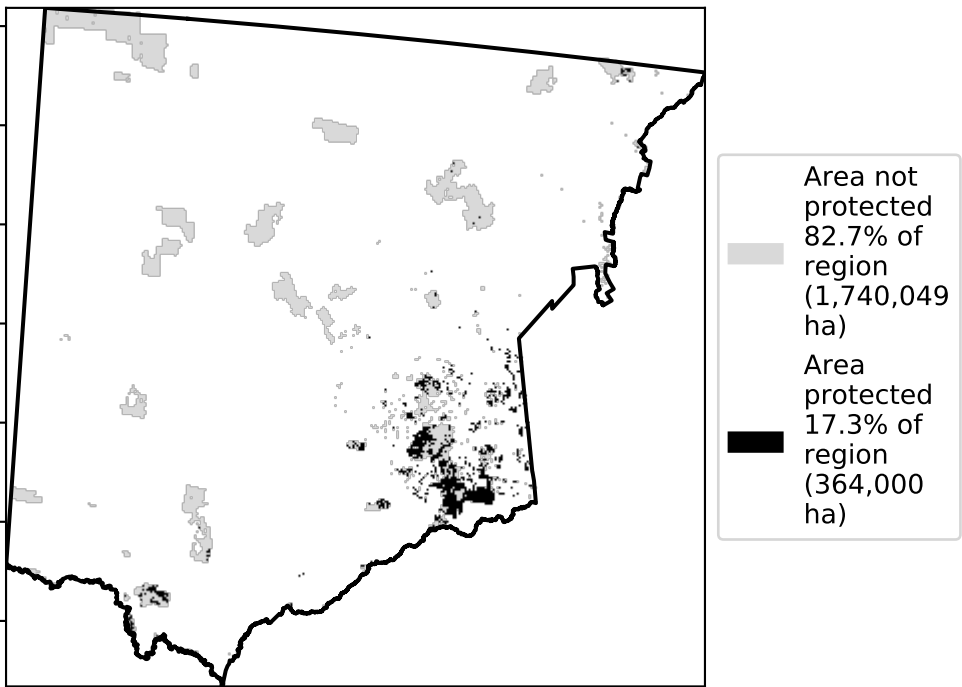 Area not
protected
82.7% of
region
(1,740,049
ha)
Area
protected
17.3% of
region
(364,000
ha)